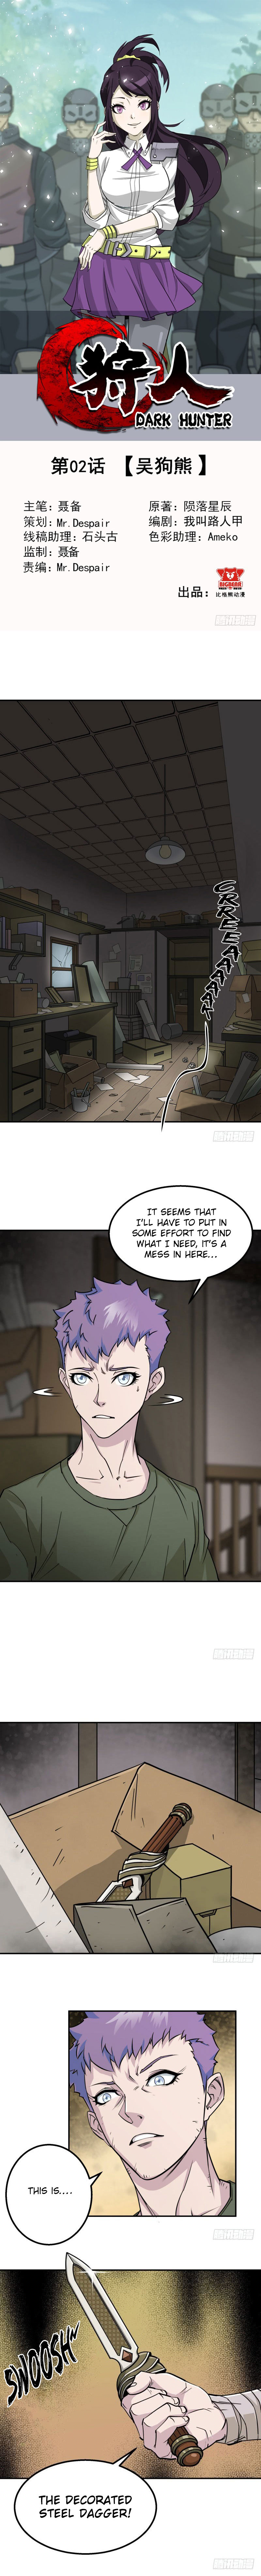 狩人
DARK HUNTER
第02话 【吴狗熊】
主笔：聂备
策划：Mr.Despair
线稿助理：石头古
监制：聂备
责编：Mr.Despair
原著：陨落星辰
编剧：我叫路人甲
色彩助理：Ameko
出品：
BIGBEAR
比格熊动漫
CRREEAAAAAK
IT SEEMS THAT
I'LL HAVE TO PUT IN
SOME EFFORT TO FIND
WHAT I NEED, IT'S A
MESS IN HERE...
THIS IS....
SWOOSH
THE DECORATED
STEEL DAGGER!